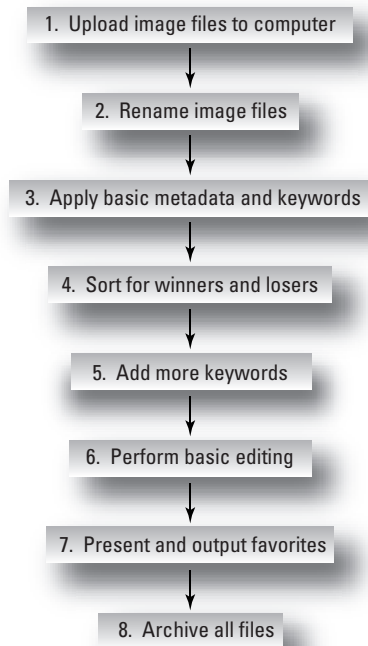 1. Upload image files to computer
2. Rename image files
3. Apply basic metadata and keywords
4. Sort for winners and losers
5. Add more keywords
6. Perform basic editing
7. Present and output favorites
8. Archive all files